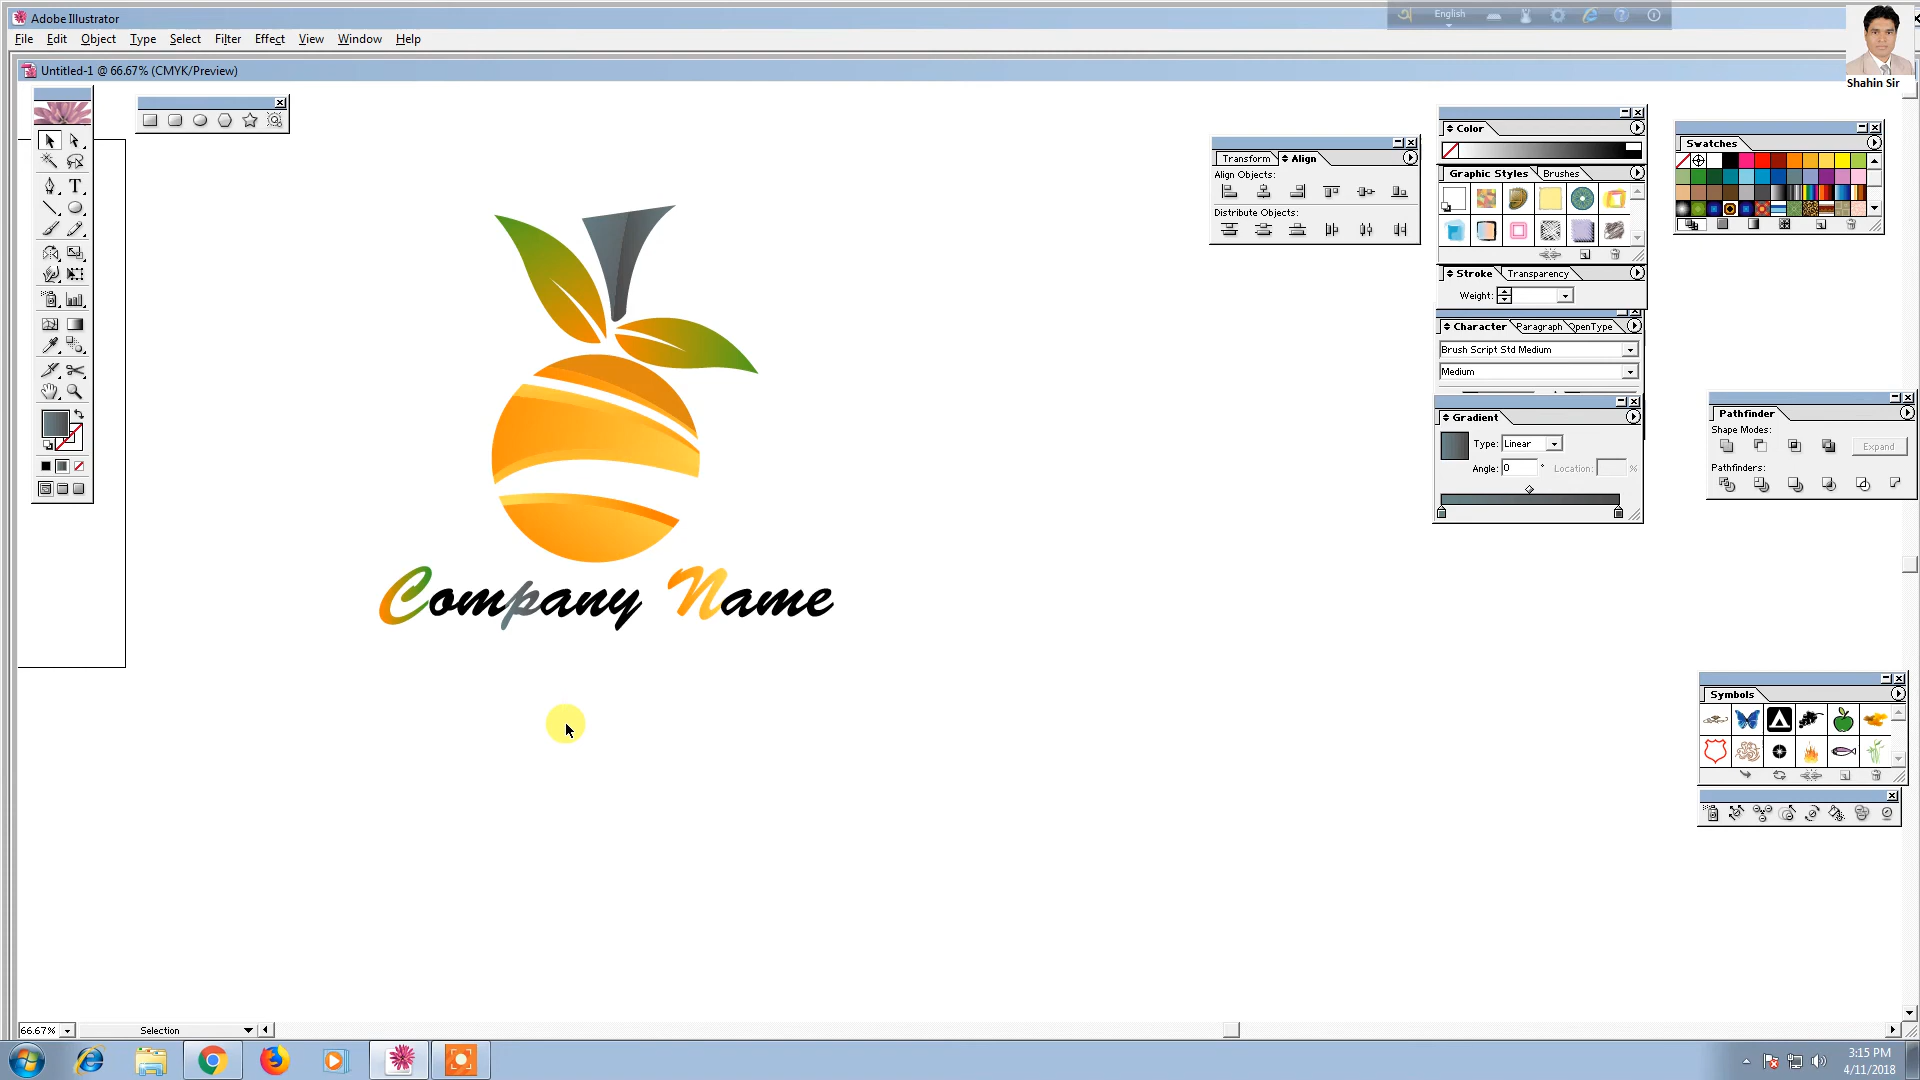 Adobe Illustrator
English
File Edit Object Type Select Filter Effect View Window Help
Untitled-1 @ 66.67% (CMYK/Preview)
Shahin Sir
Color
Swatches
Transform Align
Align Objects:
Distribute Objects:
Graphic Styles Brushes
Stroke Transparency
Weight:
Character Paragraph OpenType
Brush Script Std Medium
Medium
Gradient
Type: Linear
Angle: 0 ° Location: %
Pathfinder
Shape Modes:
Expand
Pathfinders:
Company Name
Symbols
66.67% Selection
3:15 PM
4/11/2018